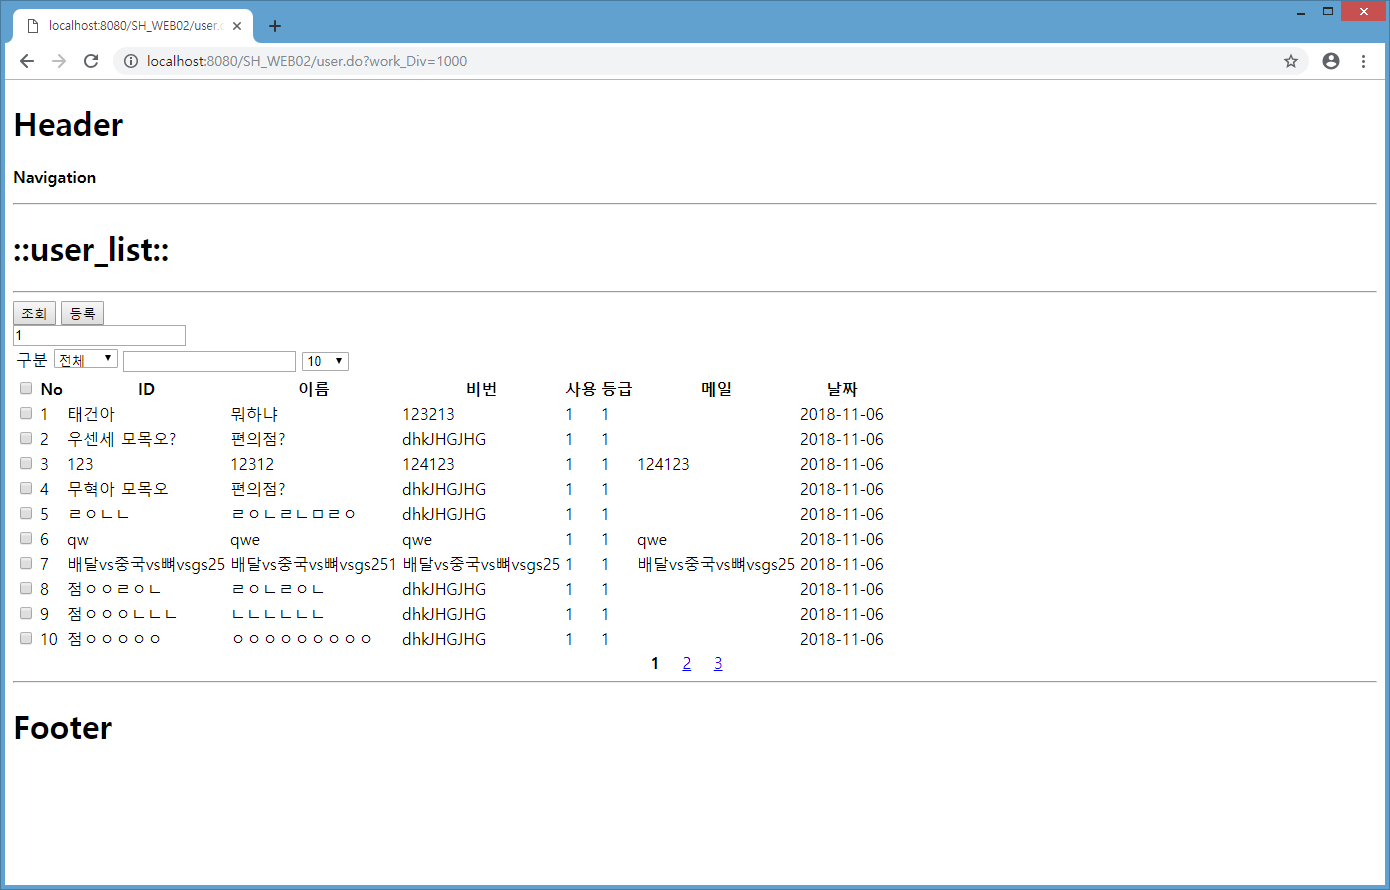 localhost:8080/SH_WEB02/user.d
localhost:8080/SH_WEB02/user.do?work_Div=1000
Header
Navigation
::user_list::
조회 등록
1
구분 전체 10
No ID 이름 비번 사용 등급 메일 날짜
1 태건아 뭐하냐 123213 1 1 2018-11-06
2 우센세 모목오? 편의점? dhkJHGJHG 1 1 2018-11-06
3 123 12312 124123 1 1 124123 2018-11-06
4 무혁아 모목오 편의점? dhkJHGJHG 1 1 2018-11-06
5 ㄹㅇㄴㄴ ㄹㅇㄴㄹㄴㅁㄹㅇ dhkJHGJHG 1 1 2018-11-06
6 qw qwe qwe 1 1 qwe 2018-11-06
7 배달vs중국vs뼈vsgs25 배달vs중국vs뼈vsgs251 배달vs중국vs뼈vsgs25 1 1 배달vs중국vs뼈vsgs25 2018-11-06
8 점ㅇㅇㄹㅇㄴ ㄹㅇㄴㄹㅇㄴ dhkJHGJHG 1 1 2018-11-06
9 점ㅇㅇㅇㄴㄴㄴ ㄴㄴㄴㄴㄴㄴ dhkJHGJHG 1 1 2018-11-06
10 점ㅇㅇㅇㅇㅇ ㅇㅇㅇㅇㅇㅇㅇㅇㅇ dhkJHGJHG 1 1 2018-11-06
1 2 3
Footer